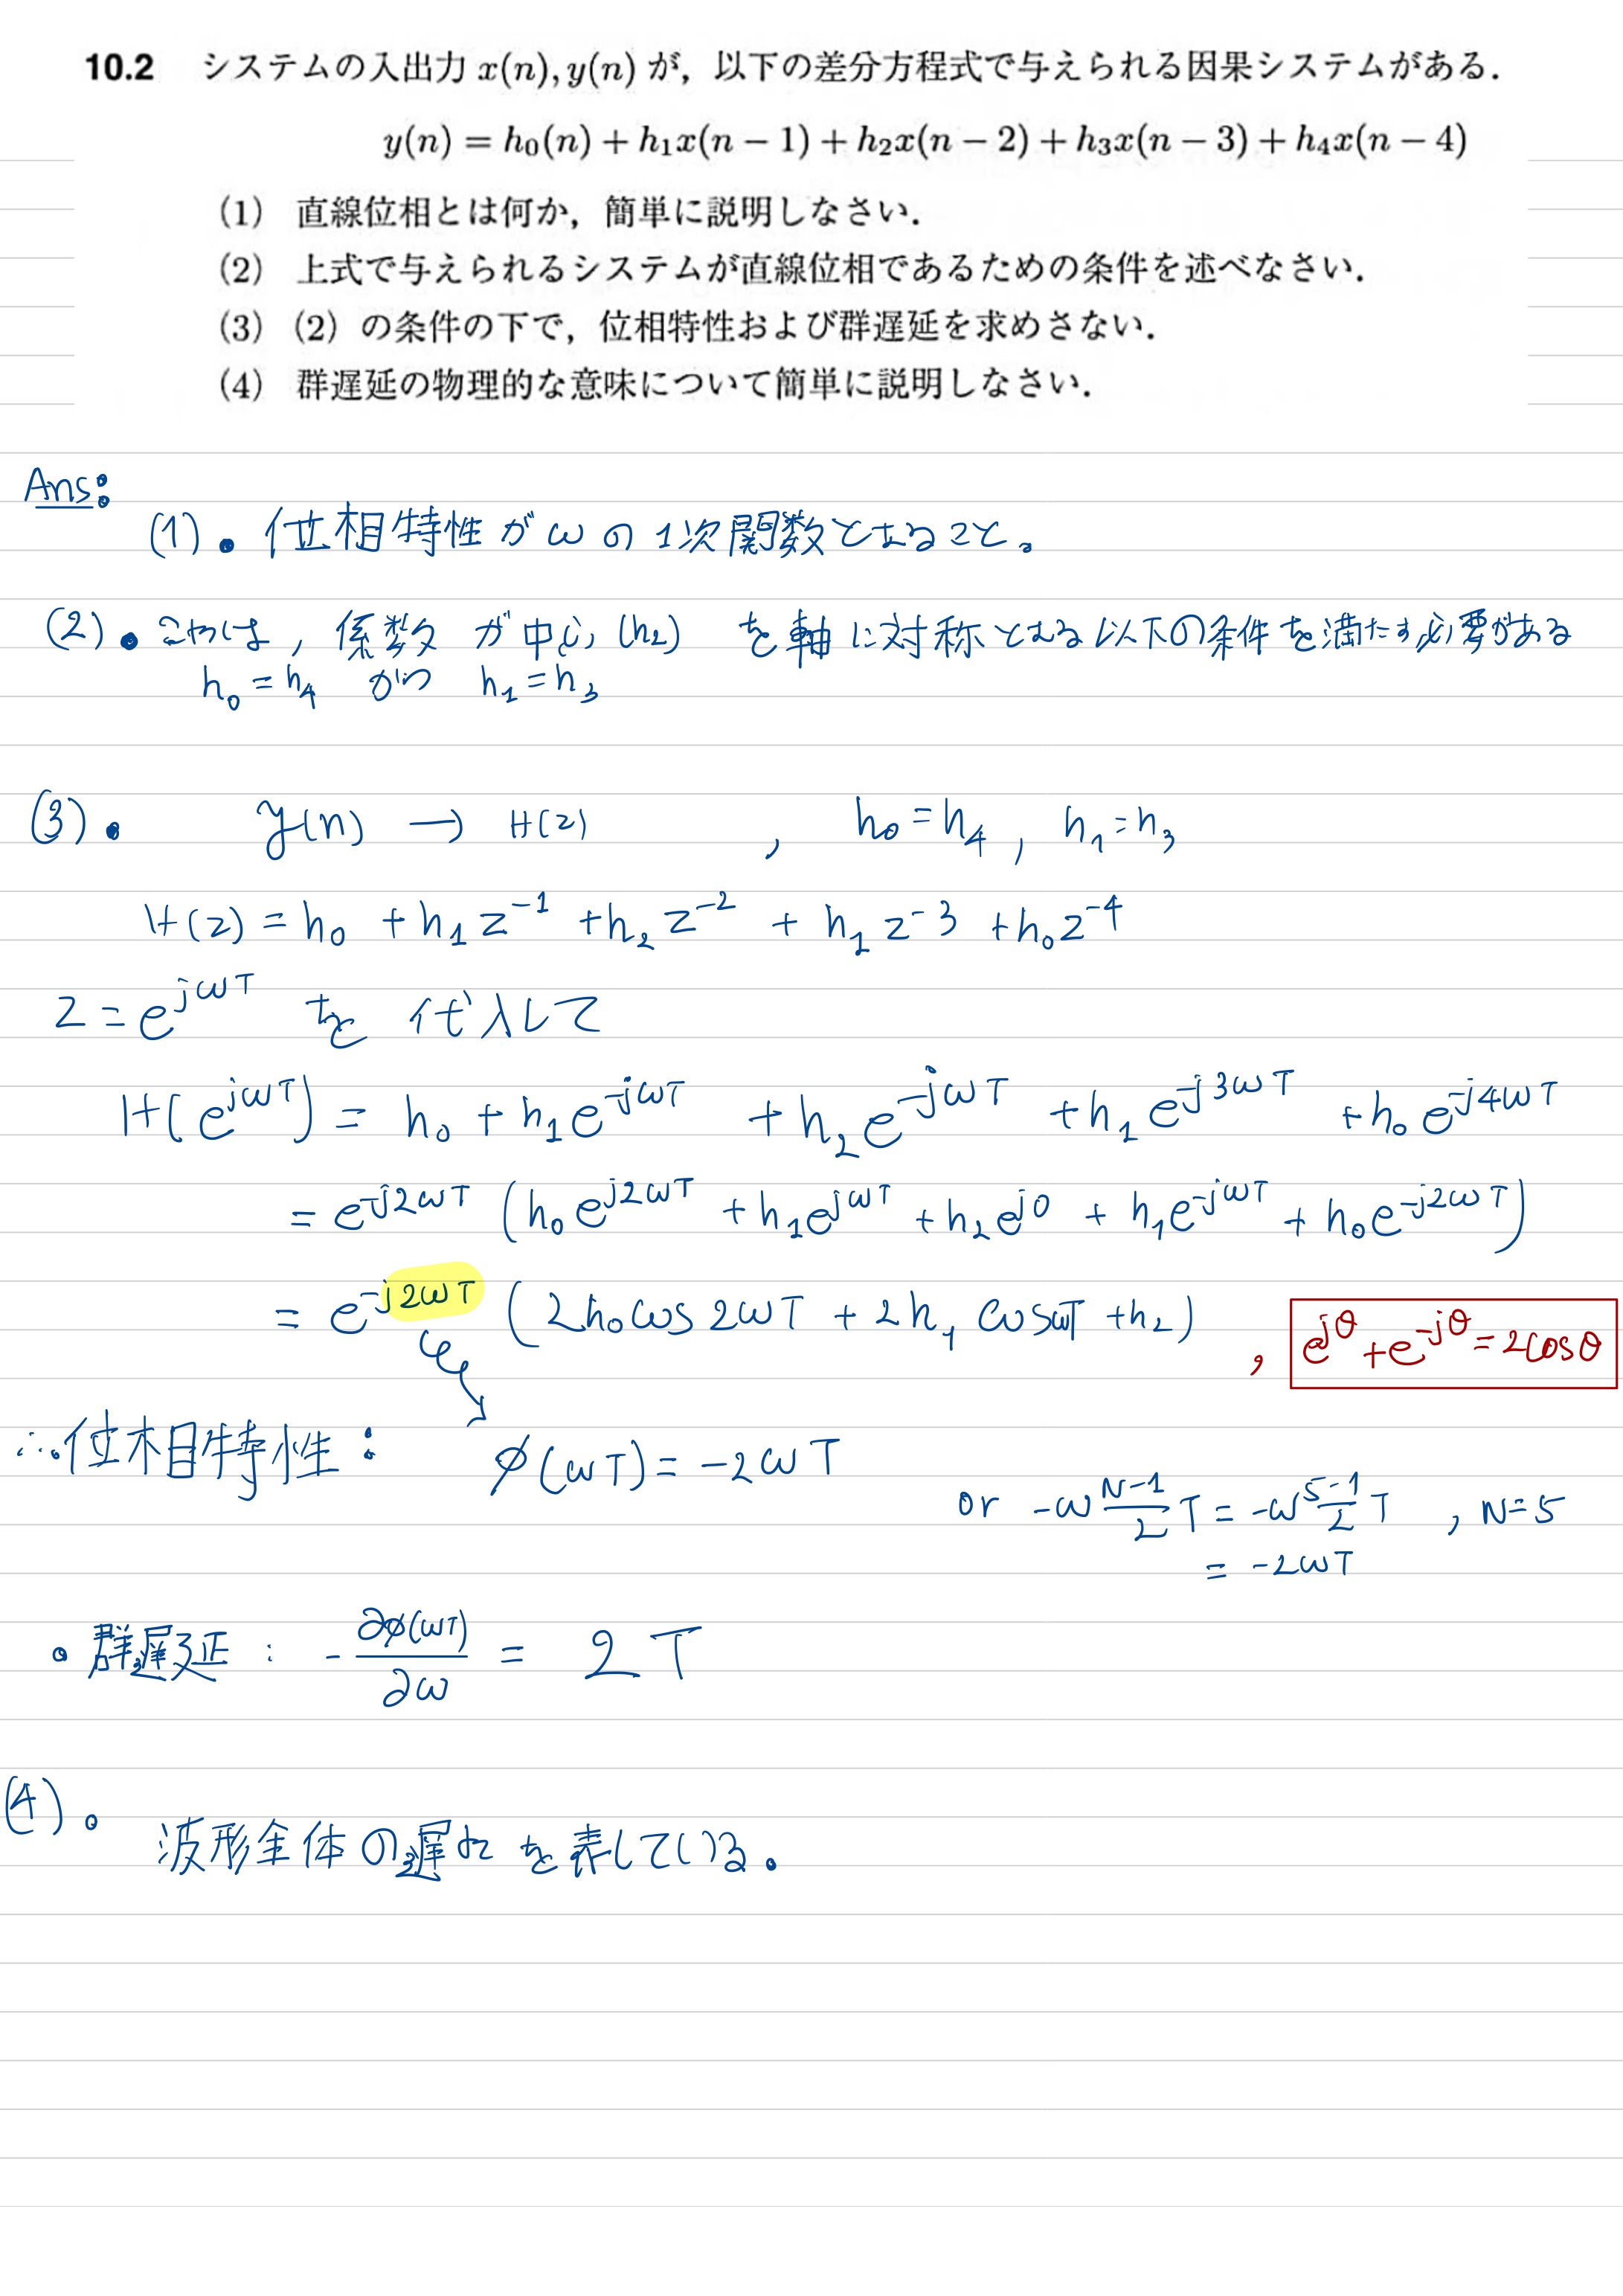 10.2 システムの入出力 x(n), y(n) が，以下の差分方程式で与えられる因果システムがある．
y(n) = h₀(n) + h₁x(n − 1) + h₂x(n − 2) + h₃x(n − 3) + h₄x(n − 4)
(1) 直線位相とは何か，簡単に説明しなさい．
(2) 上式で与えられるシステムが直線位相であるための条件を述べなさい．
(3) (2) の条件の下で，位相特性および群遅延を求めさない．
(4) 群遅延の物理的な意味について簡単に説明しなさい．
Ans:
(1). 位相特性がωの1次関数となること。
(2). これは, 係数が中心(h₂) を軸に対称となる以下の条件を満たす必要がある
h₀ = h₄ かつ h₁ = h₃
(3). y(n) → H(z) , h₀ = h₄ , h₁ = h₃
H(z) = h₀ + h₁z⁻¹ + h₂z⁻² + h₁z⁻³ + h₀z⁻⁴
z = e^{jωT} を代入して
H(e^{jωT}) = h₀ + h₁e^{-jωT} + h₂e^{-jωT} + h₁e^{-j3ωT} + h₀e^{-j4ωT}
= e^{-j2ωT} (h₀e^{j2ωT} + h₁e^{jωT} + h₂e^{j0} + h₁e^{-jωT} + h₀e^{-j2ωT})
= e^{-j2ωT} (2h₀cos2ωT + 2h₁cosωT + h₂) , e^{jθ} + e^{-jθ} = 2cosθ
∴位相特性: φ(ωT) = -2ωT
or -ω (N-1)/2 T = -ω (5-1)/2 T , N=5
= -2ωT
群遅延: - ∂φ(ωT)/∂ω = 2T
(4). 波形全体の遅れを表している。